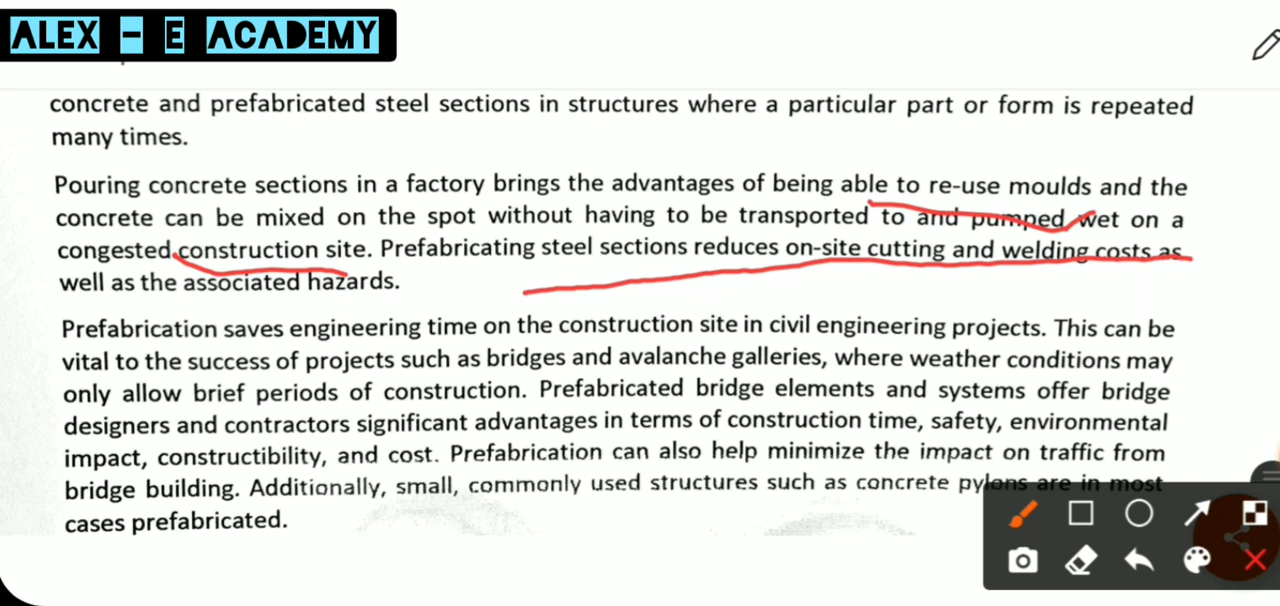 ALEX - E ACADEMY
concrete and prefabricated steel sections in structures where a particular part or form is repeated
many times.
Pouring concrete sections in a factory brings the advantages of being able to re-use moulds and the
concrete can be mixed on the spot without having to be transported to and pumped wet on a
congested construction site. Prefabricating steel sections reduces on-site cutting and welding costs as
well as the associated hazards.
Prefabrication saves engineering time on the construction site in civil engineering projects. This can be
vital to the success of projects such as bridges and avalanche galleries, where weather conditions may
only allow brief periods of construction. Prefabricated bridge elements and systems offer bridge
designers and contractors significant advantages in terms of construction time, safety, environmental
impact, constructibility, and cost. Prefabrication can also help minimize the impact on traffic from
bridge building. Additionally, small, commonly used structures such as concrete pylons are in most
cases prefabricated.